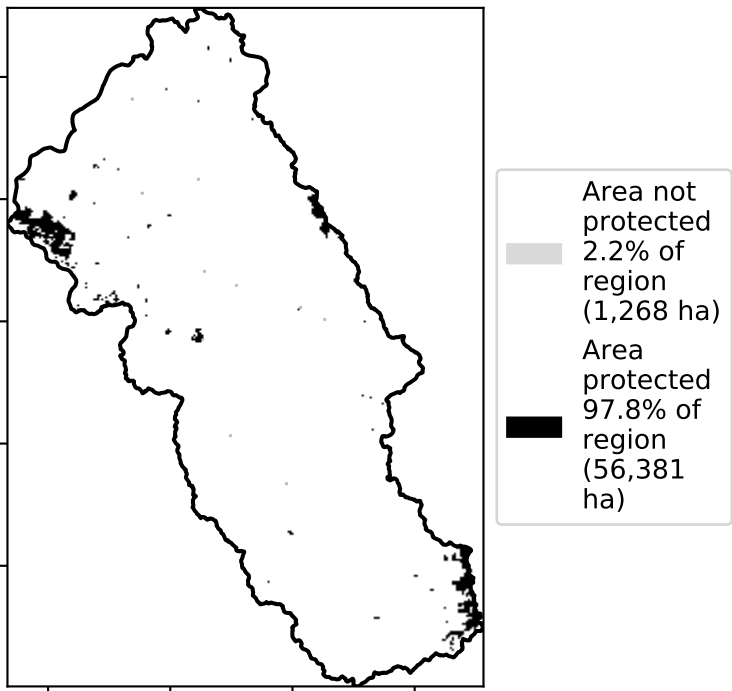 Area not
protected
2.2% of
region
(1,268 ha)
Area
protected
97.8% of
region
(56,381
ha)